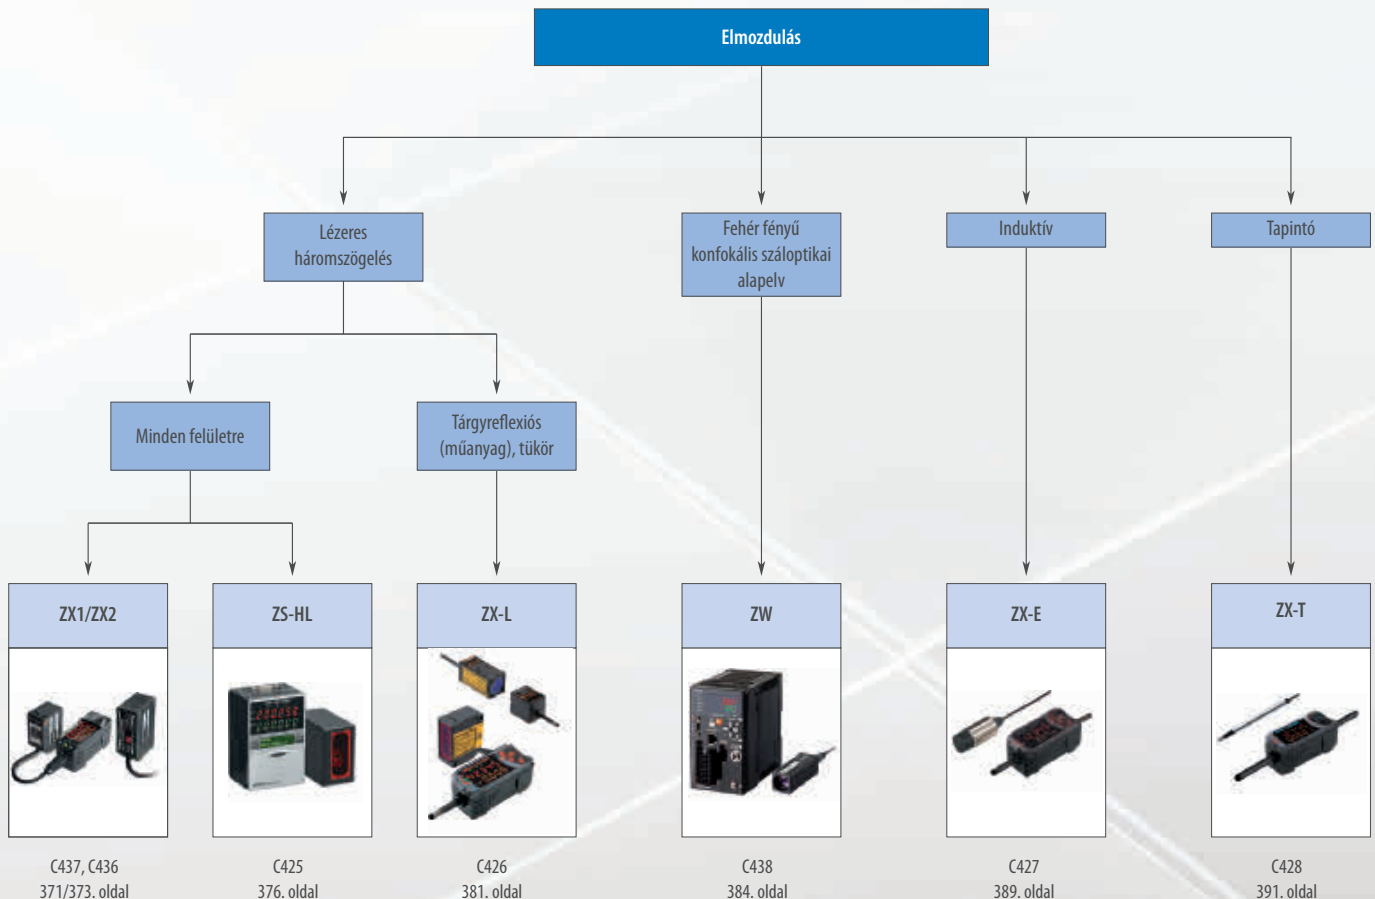 Elmozdulás
Lézeres
háromszögelés
Fehér fényű
konfokális száloptikai
alapelv
Induktív
Tapintó
Minden felületre
Tárgyreflexiós
(műanyag), tükör
ZX1/ZX2
ZS-HL
ZX-L
ZW
ZX-E
ZX-T
C437, C436
371/373. oldal
C425
376. oldal
C426
381. oldal
C438
384. oldal
C427
389. oldal
C428
391. oldal